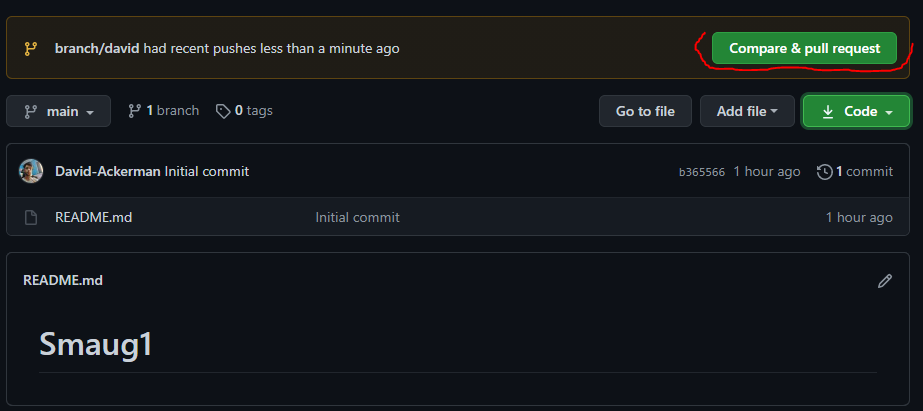 branch/david had recent pushes less than a minute ago
Compare & pull request
main
1 branch
0 tags
Go to file
Add file
Code
David-Ackerman Initial commit
b365566 1 hour ago
1 commit
README.md
Initial commit
1 hour ago
README.md
Smaug1